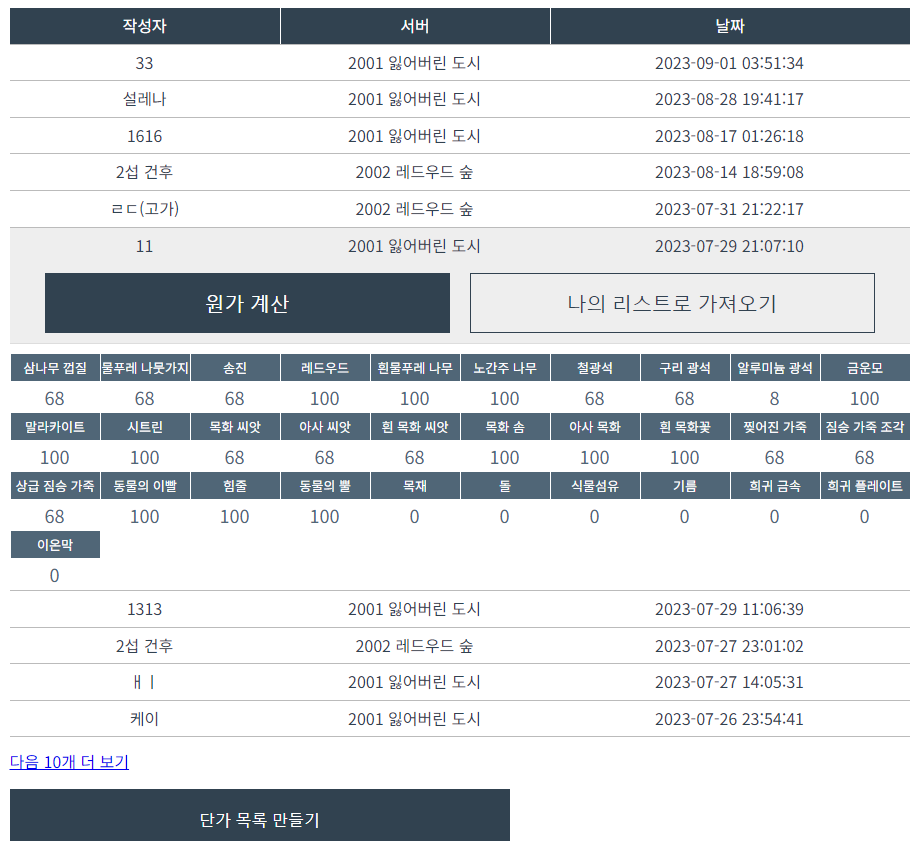 작성자 서버 날짜
33 2001 잃어버린 도시 2023-09-01 03:51:34
설레나 2001 잃어버린 도시 2023-08-28 19:41:17
1616 2001 잃어버린 도시 2023-08-17 01:26:18
2섭 건후 2002 레드우드 숲 2023-08-14 18:59:08
ㄹㄷ(고가) 2002 레드우드 숲 2023-07-31 21:22:17
11 2001 잃어버린 도시 2023-07-29 21:07:10
원가 계산 나의 리스트로 가져오기
삼나무 껍질 물푸레 나뭇가지 송진 레드우드 흰물푸레 나무 노간주 나무 철광석 구리 광석 알루미늄 광석 금운모
68 68 68 100 100 100 68 68 8 100
말라카이트 시트린 목화 씨앗 아사 씨앗 흰 목화 씨앗 목화 솜 아사 목화 흰 목화꽃 찢어진 가죽 짐승 가죽 조각
100 100 68 68 68 100 100 100 68 68
상급 짐승 가죽 동물의 이빨 힘줄 동물의 뿔 목재 돌 식물섬유 기름 희귀 금속 희귀 플레이트
68 100 100 100 0 0 0 0 0 0
이온막
0
1313 2001 잃어버린 도시 2023-07-29 11:06:39
2섭 건후 2002 레드우드 숲 2023-07-27 23:01:02
ㅐㅣ 2001 잃어버린 도시 2023-07-27 14:05:31
케이 2001 잃어버린 도시 2023-07-26 23:54:41
다음 10개 더 보기
단가 목록 만들기